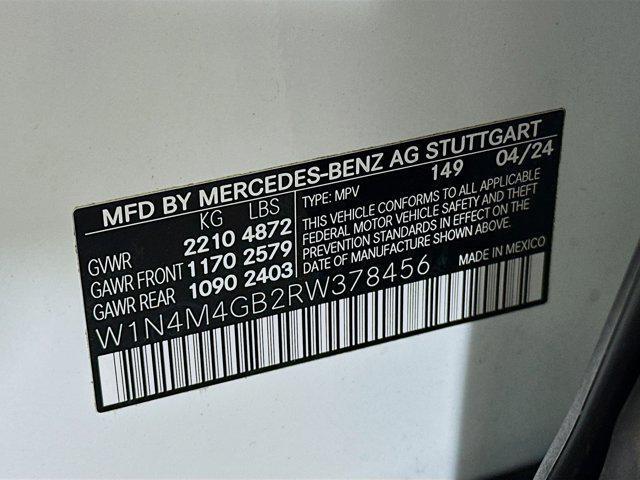 MFD BY MERCEDES-BENZ AG STUTTGART
KG LBS
GVWR 2210 4872
GAWR FRONT 1170 2579
GAWR REAR 1090 2403
TYPE: MPV 149 04/24
THIS VEHICLE CONFORMS TO ALL APPLICABLE
FEDERAL MOTOR VEHICLE SAFETY AND THEFT
PREVENTION STANDARDS IN EFFECT ON THE
DATE OF MANUFACTURE SHOWN ABOVE.
MADE IN MEXICO
W1N4M4GB2RW378456